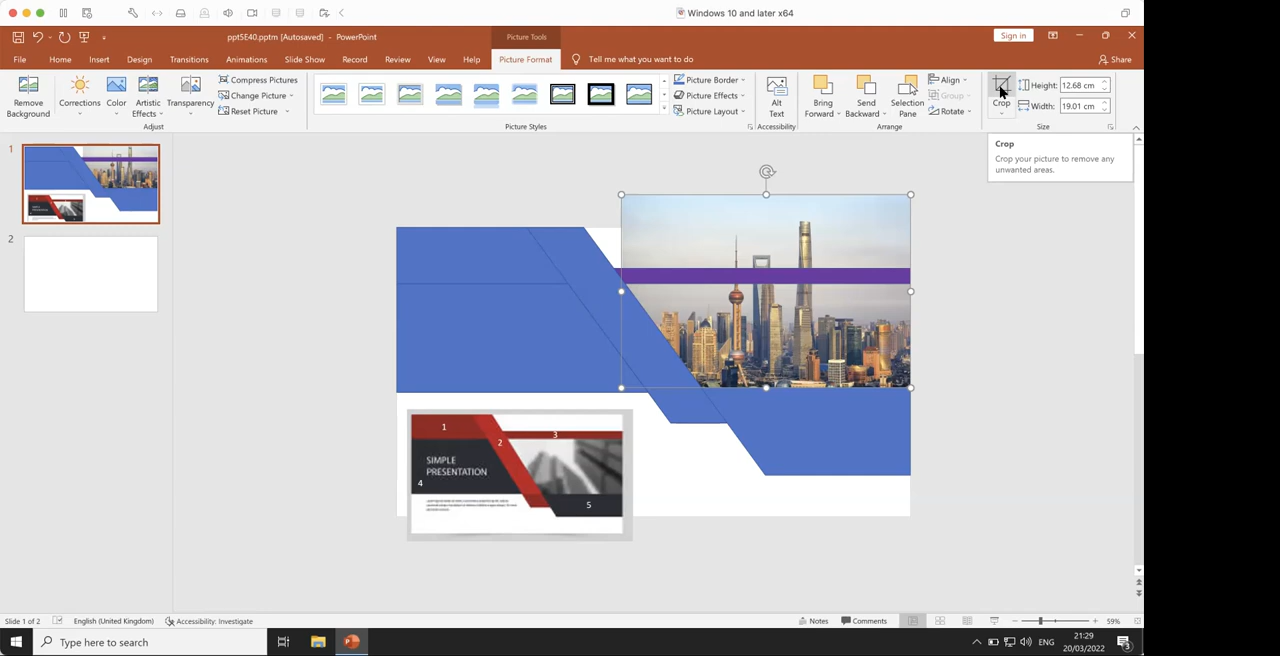 Windows 10 and later x64
ppt5E40.pptm [Autosaved] - PowerPoint
Picture Tools
Sign in
File Home Insert Design Transitions Animations Slide Show Record Review View Help Picture Format Tell me what you want to do Share
Remove Background
Corrections
Color
Artistic Effects
Transparency
Compress Pictures
Change Picture
Reset Picture
Adjust
Picture Styles
Picture Border
Picture Effects
Picture Layout
Alt Text
Accessibility
Bring Forward
Send Backward
Selection Pane
Align
Group
Rotate
Arrange
Crop
Height: 12.68 cm
Width: 19.01 cm
Size
Crop
Crop your picture to remove any
unwanted areas.
1
2
1
2
3
SIMPLE
PRESENTATION
4
5
Slide 1 of 2 English (United Kingdom) Accessibility: Investigate Notes Comments 59%
Type here to search
ENG
21:29
20/03/2022
3